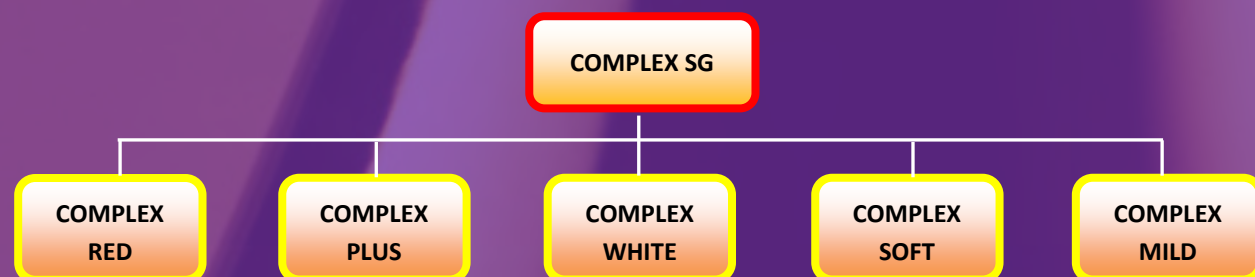 COMPLEX SG
COMPLEX
RED
COMPLEX
PLUS
COMPLEX
WHITE
COMPLEX
SOFT
COMPLEX
MILD